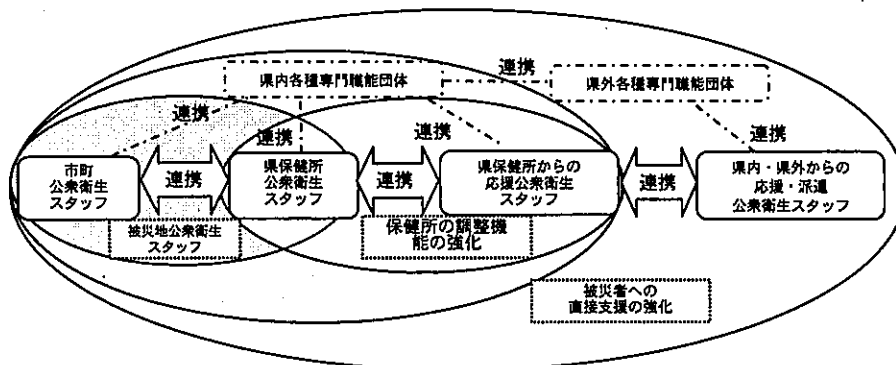 連携
県内各種専門職能団体
県外各種専門職能団体
連携
連携
連携
連携
市町
公衆衛生
スタッフ
連携
県保健所
公衆衛生
スタッフ
連携
県保健所からの
応援公衆衛生
スタッフ
連携
県内・県外からの
応援・派遣
公衆衛生スタッフ
被災地公衆衛生
スタッフ
保健所の調整機
能の強化
被災者への
直接支援の強化